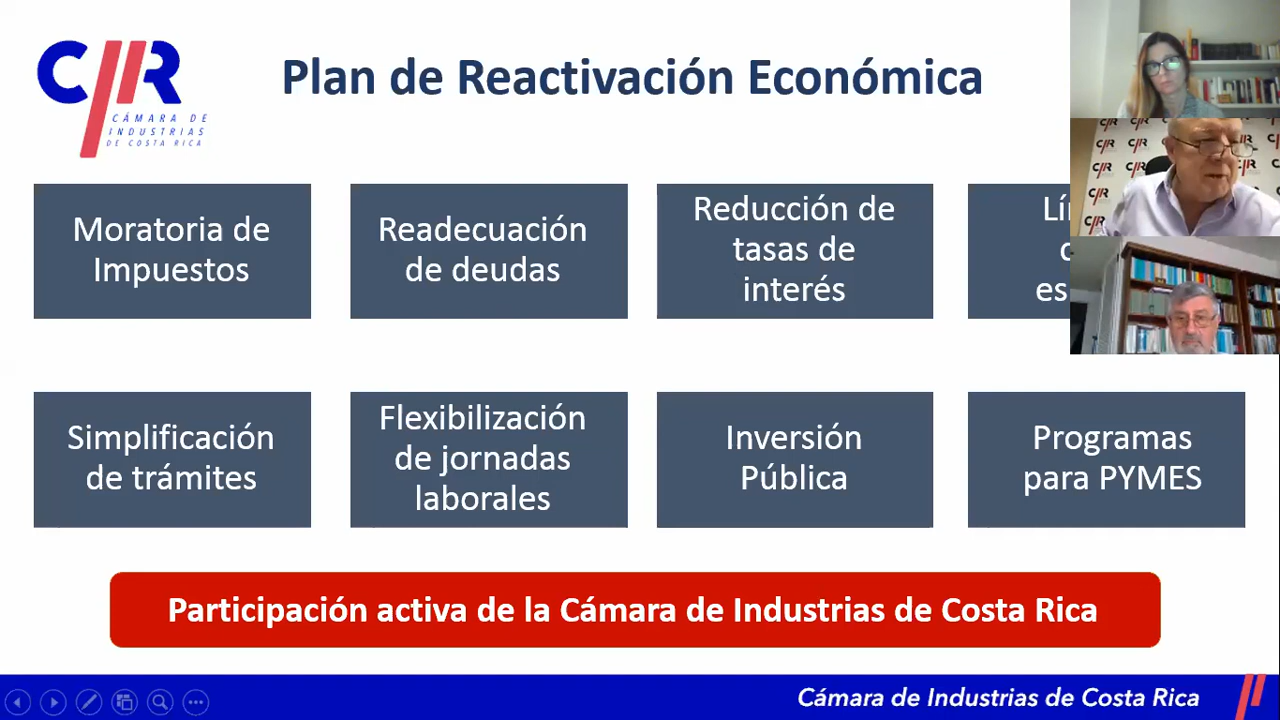 CIR
CÁMARA DE
INDUSTRIAS
DE COSTA RICA
Plan de Reactivación Económica
Moratoria de
Impuestos
Readecuación
de deudas
Reducción de
tasas de
interés
Simplificación
de trámites
Flexibilización
de jornadas
laborales
Inversión
Pública
Programas
para PYMES
Participación activa de la Cámara de Industrias de Costa Rica
Cámara de Industrias de Costa Rica